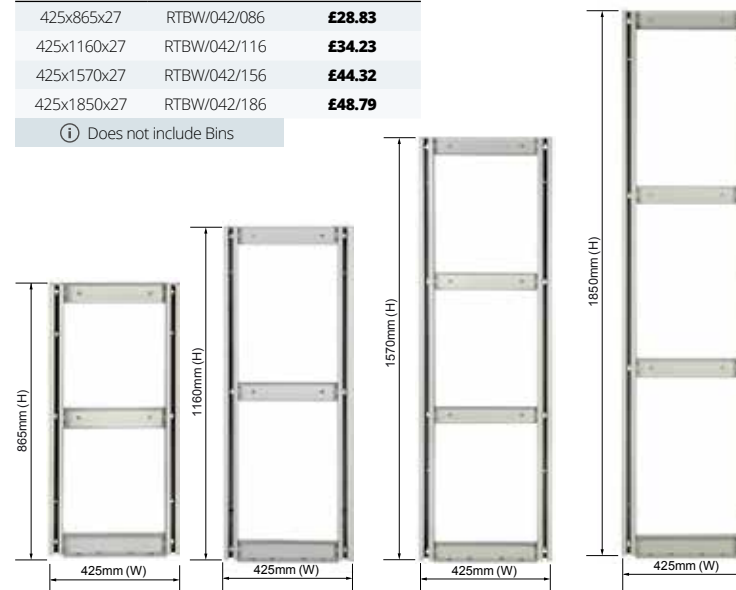 425x865x27 RTBW/042/086 £28.83
425x1160x27 RTBW/042/116 £34.23
425x1570x27 RTBW/042/156 £44.32
425x1850x27 RTBW/042/186 £48.79
i Does not include Bins
865mm (H)
425mm (W)
1160mm (H)
425mm (W)
1570mm (H)
425mm (W)
1850mm (H)
425mm (W)